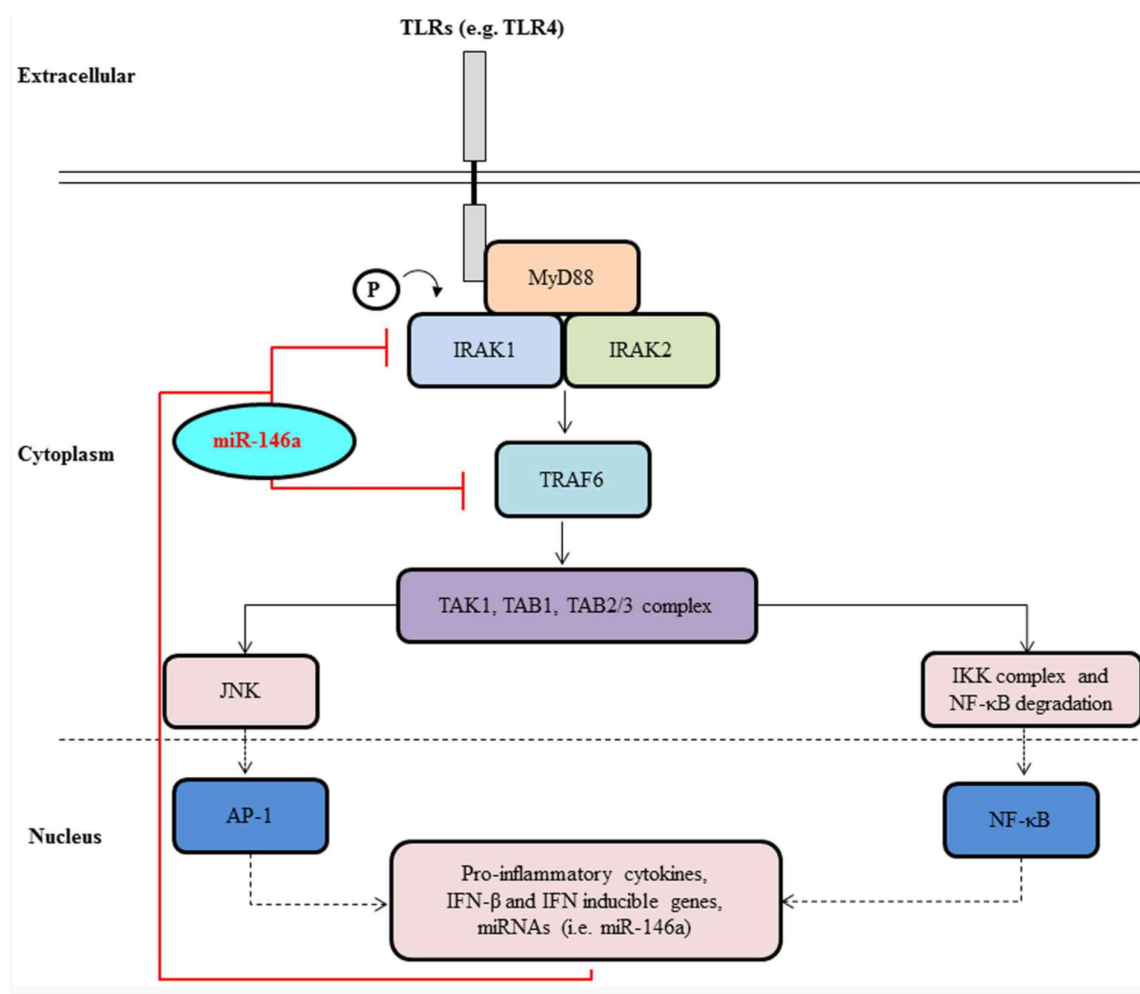 TLRs (e.g. TLR4)
Extracellular
MyD88
P
IRAK1
IRAK2
miR-146a
Cytoplasm
TRAF6
TAK1, TAB1, TAB2/3 complex
JNK
IKK complex and
NF-κB degradation
AP-1
NF-κB
Nucleus
Pro-inflammatory cytokines,
IFN-β and IFN inducible genes,
miRNAs (i.e. miR-146a)